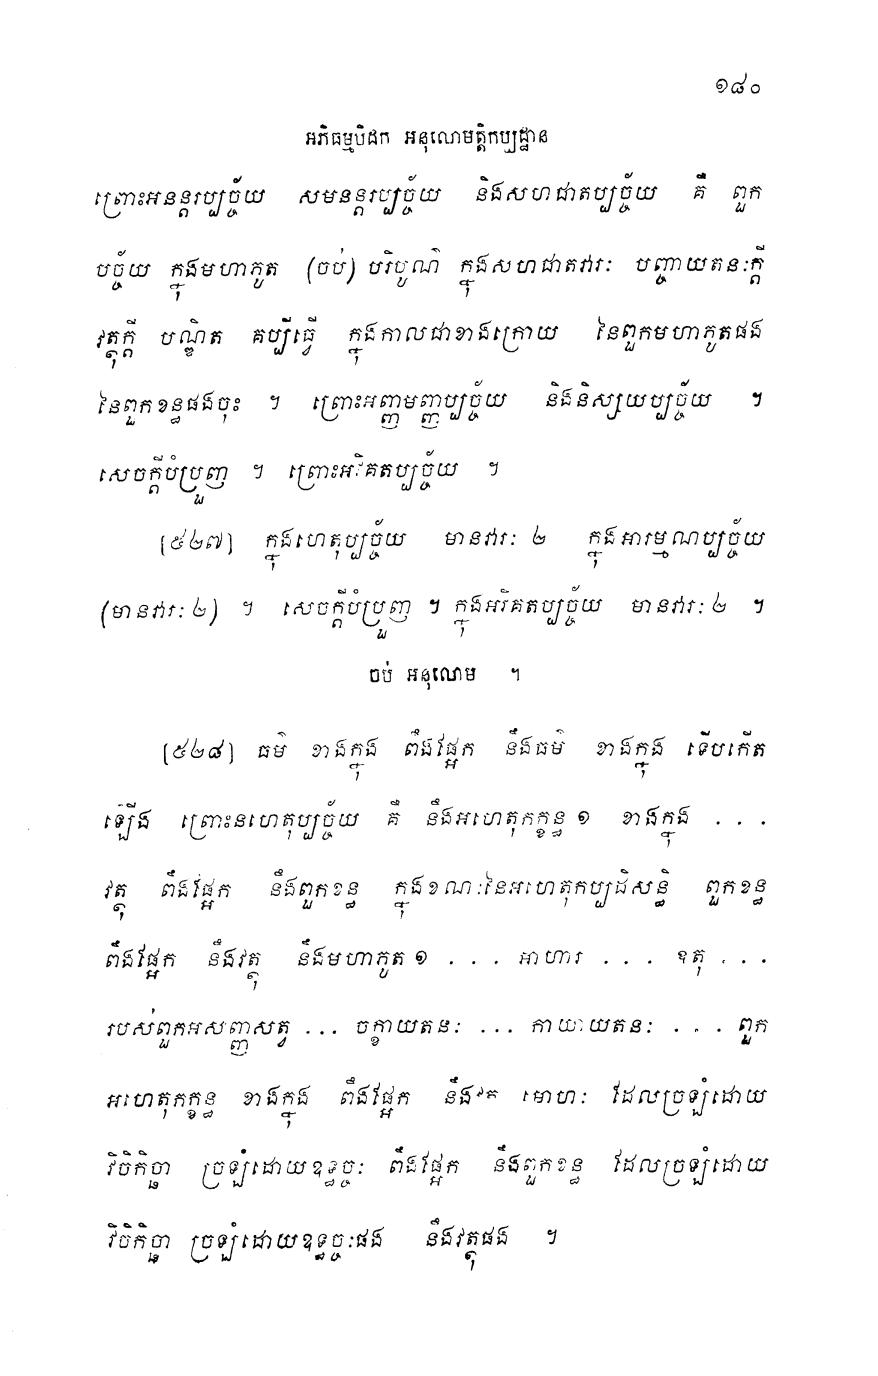 ១៨០
អភិធម្មបិដក អនុលោមត្តិកប្បដ្ឋាន
ព្រោះអនន្តរប្បច្ច័យ សមនន្តរប្បច្ច័យ និងសហជាតប្បច្ច័យ គឺ ពួក
បច្ច័យ ក្នុងមហាភូត (ចប់) បរិបូណ៌ ក្នុងសហជាតវារៈ បញ្ចាយតនៈក្តី
វត្ថុក្តី បណ្ឌិត គប្បីធ្វើ ក្នុងកាលជាខាងក្រោយ នៃពួកមហាភូតផង
នៃពួកខន្ធផងចុះ ។ ព្រោះអញ្ញមញ្ញប្បច្ច័យ និងនិស្សយប្បច្ច័យ ។
សេចក្តីបំប្រួញ ។ ព្រោះអវិគតប្បច្ច័យ ។
[៥២៧] ក្នុងហេតុប្បច្ច័យ មានវារៈ ២ ក្នុងអារម្មណប្បច្ច័យ
(មានវារៈ ២) ។ សេចក្តីបំប្រួញ ។ ក្នុងអវិគតប្បច្ច័យ មានវារៈ ២ ។
ចប់ អនុលោម ។
[៥២៨] ធម៌ ខាងក្នុង ពឹងផ្អែក នឹងធម៌ ខាងក្នុង ទើបកើត
ឡើង ព្រោះនហេតុប្បច្ច័យ គឺ នឹងអហេតុកក្ខន្ធ ១ ខាងក្នុង . . .
វត្ថុ ពឹងផ្អែក នឹងពួកខន្ធ ក្នុងខណៈនៃអហេតុកប្បដិសន្ធិ ពួកខន្ធ
ពឹងផ្អែក នឹងវត្ថុ នឹងមហាភូត ១ . . . អាហារ . . . ឧតុ . . .
របស់ពួកអសញ្ញសត្វ ... ចក្ខាយតនៈ ... កាយាយតនៈ . . . ពួក
អហេតុកក្ខន្ធ ខាងក្នុង ពឹងផ្អែក នឹងវត្ថុ មោហៈ ដែលច្រឡំដោយ
វិចិកិច្ឆា ច្រឡំដោយឧទ្ធច្ចៈ ពឹងផ្អែក នឹងពួកខន្ធ ដែលច្រឡំដោយ
វិចិកិច្ឆា ច្រឡំដោយឧទ្ធច្ចៈផង នឹងវត្ថុផង ។